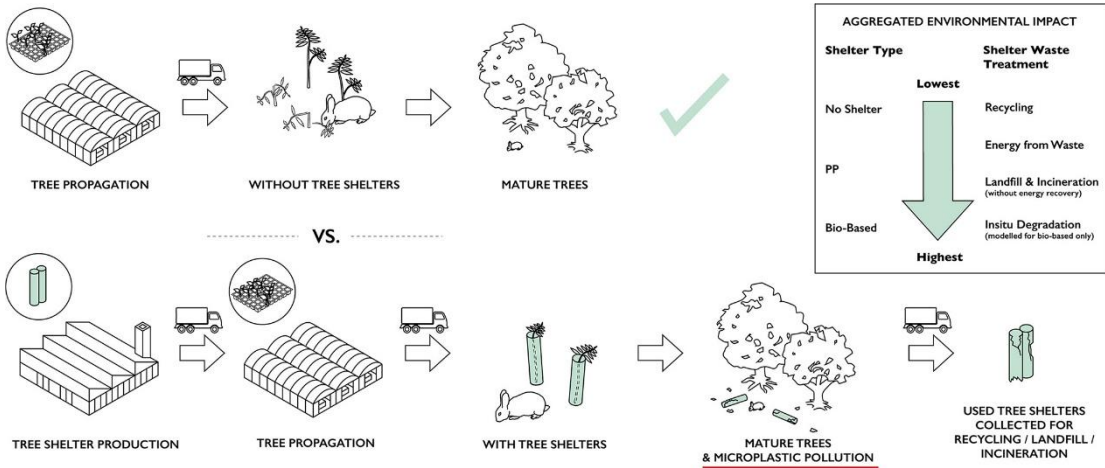 TREE PROPAGATION
WITHOUT TREE SHELTERS
MATURE TREES
AGGREGATED ENVIRONMENTAL IMPACT
Shelter Type
Shelter Waste
Treatment
Lowest
No Shelter
Recycling
Energy from Waste
PP
Landfill & Incineration
(without energy recovery)
Bio-Based
Insitu Degradation
(modelled for bio-based only)
Highest
VS.
TREE SHELTER PRODUCTION
TREE PROPAGATION
WITH TREE SHELTERS
MATURE TREES
& MICROPLASTIC POLLUTION
USED TREE SHELTERS
COLLECTED FOR
RECYCLING / LANDFILL /
INCINERATION